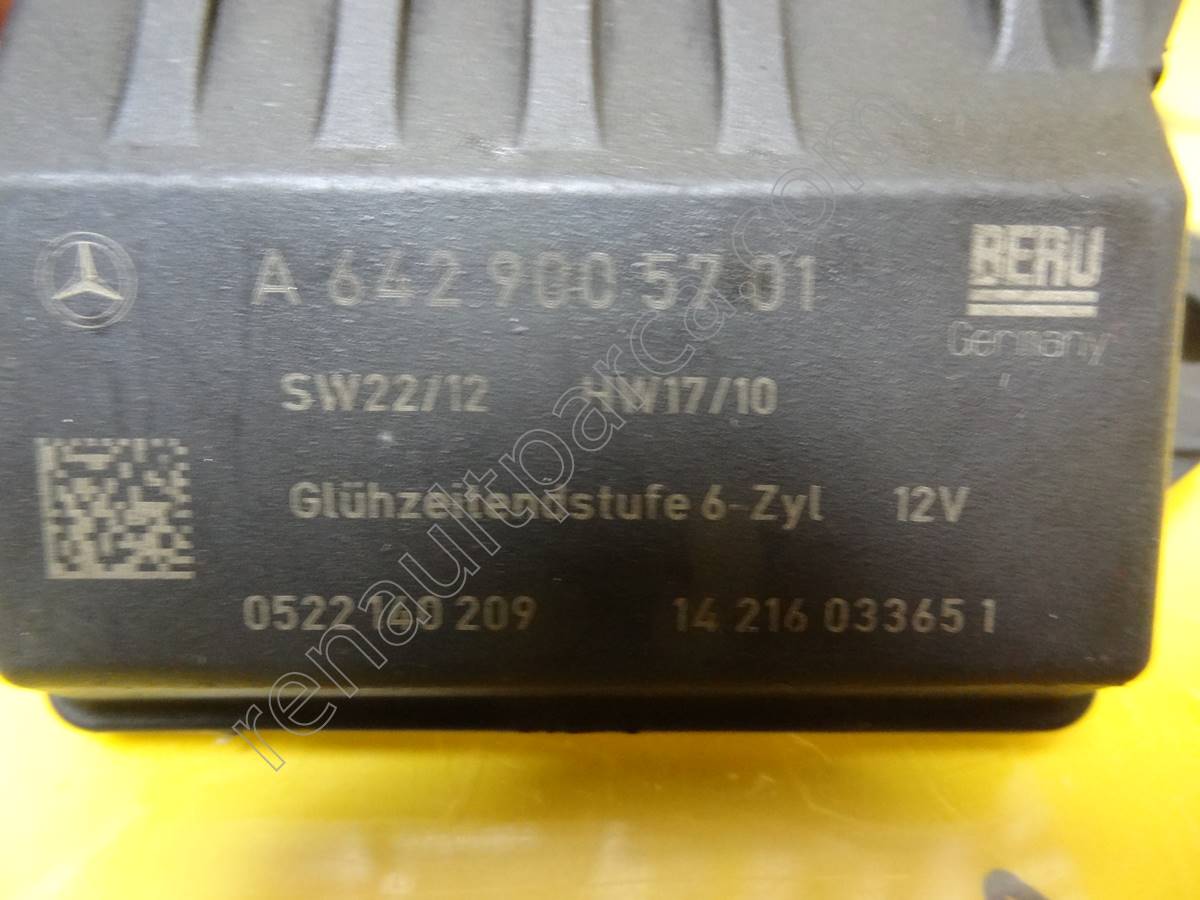 A 642 900 57 01
BERU
Germany
SW22/12 HW17/10
Glühzeitendstufe 6-Zyl 12V
0522 140 209 14 216 03365 1
renaultparca.com